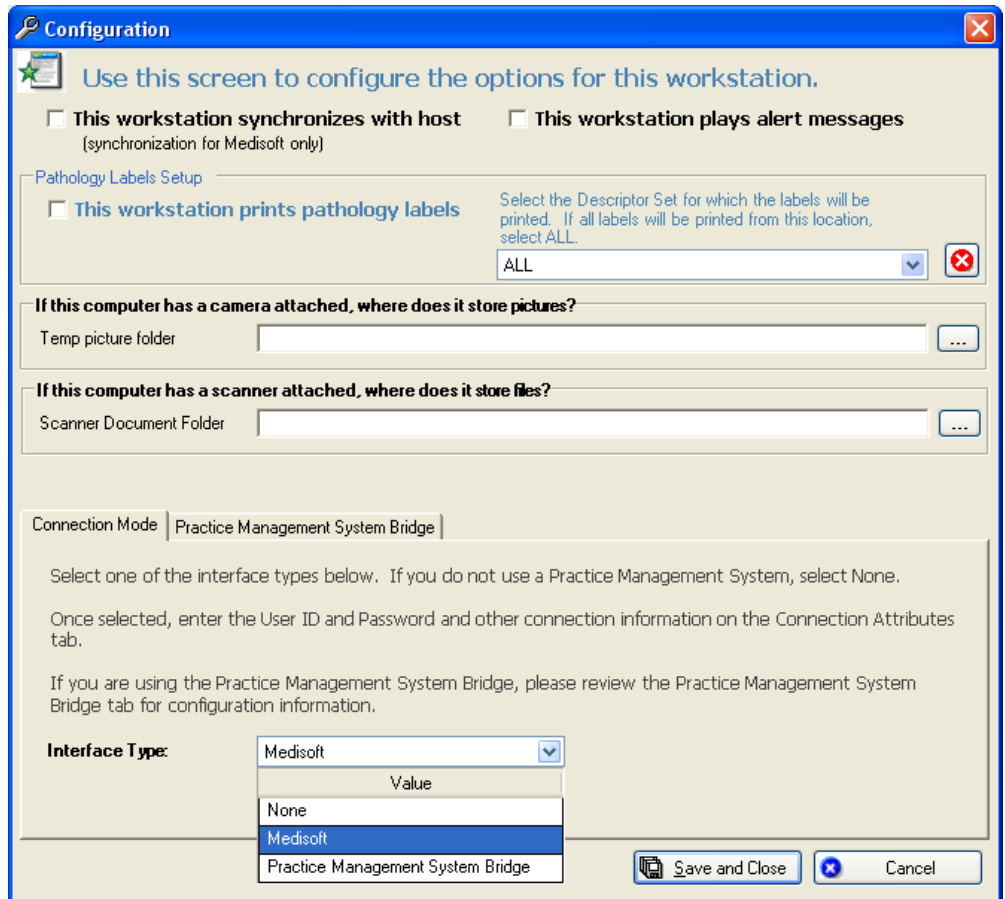 Configuration
Use this screen to configure the options for this workstation.
This workstation synchronizes with host
(synchronization for Medisoft only)
This workstation plays alert messages
Pathology Labels Setup
This workstation prints pathology labels
Select the Descriptor Set for which the labels will be
printed. If all labels will be printed from this location,
select ALL.
ALL
If this computer has a camera attached, where does it store pictures?
Temp picture folder
...
If this computer has a scanner attached, where does it store files?
Scanner Document Folder
...
Connection Mode
Practice Management System Bridge
Select one of the interface types below. If you do not use a Practice Management System, select None.
Once selected, enter the User ID and Password and other connection information on the Connection Attributes
tab.
If you are using the Practice Management System Bridge, please review the Practice Management System
Bridge tab for configuration information.
Interface Type:
Medisoft
Value
None
Medisoft
Practice Management System Bridge
Save and Close
Cancel